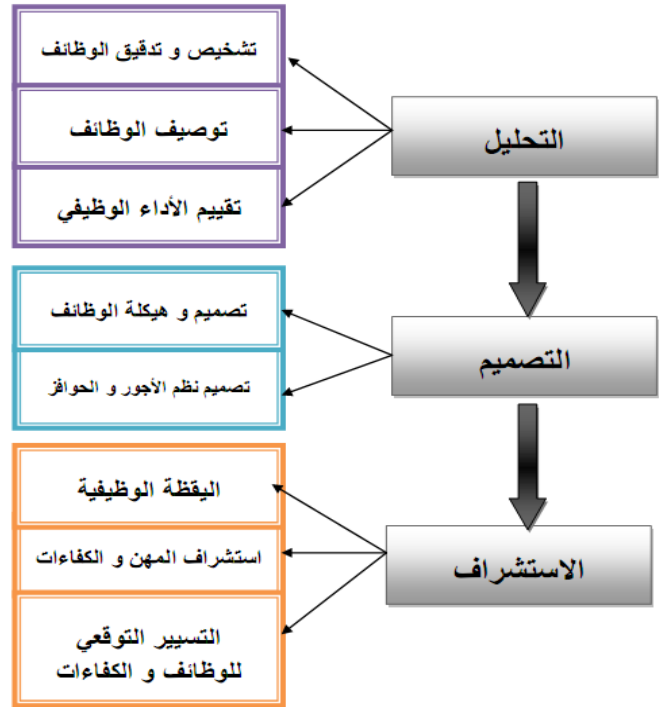 التحليل
تشخيص و تدقيق الوظائف
توصيف الوظائف
تقييم الأداء الوظيفي
التصميم
تصميم و هيكلة الوظائف
تصميم نظم الأجور و الحوافز
الاستشراف
اليقظة الوظيفية
استشراف المهن و الكفاءات
التسيير التوقعي
للوظائف و الكفاءات